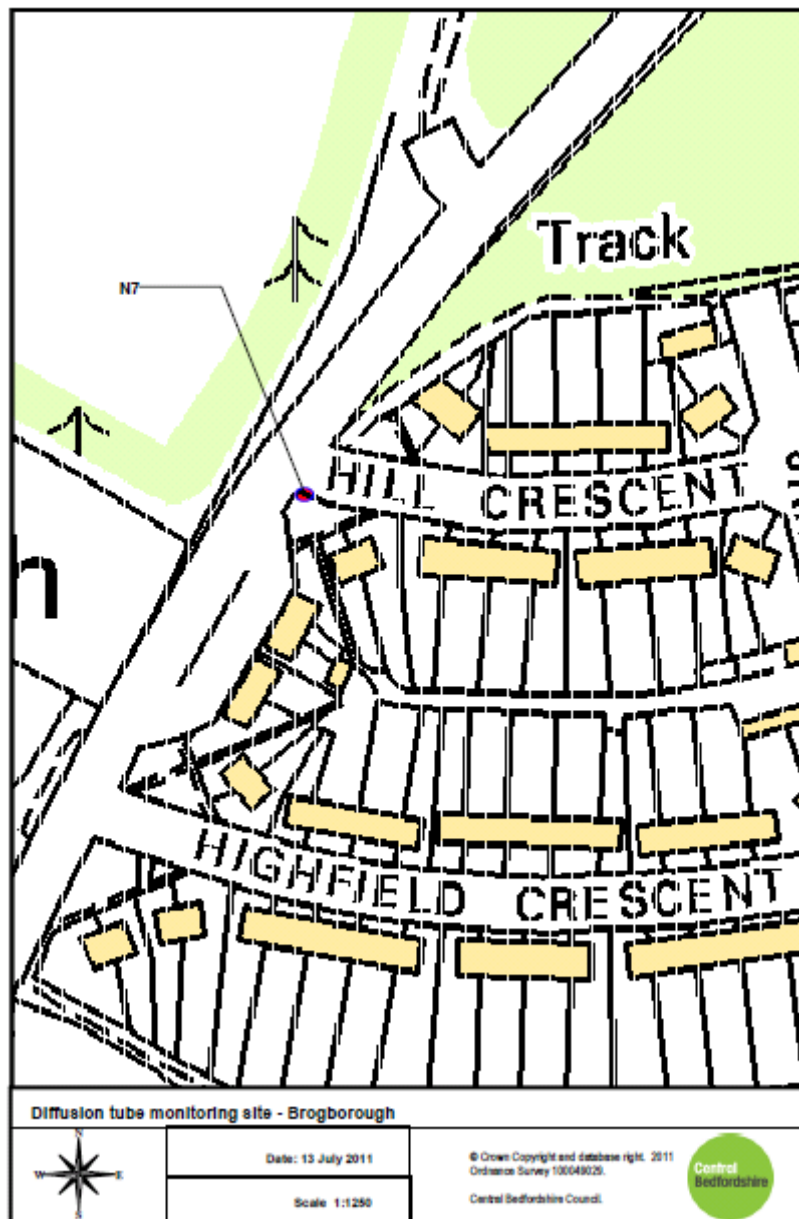 Track
N7
HILL CRESCENT
h
HIGHFIELD CRESCENT
Diffusion tube monitoring site - Brogborough
N
W E
S
Date: 13 July 2011
Scale 1:1250
© Crown Copyright and database right. 2011
Ordnance Survey 100049029.
Central Bedfordshire Council.
Central
Bedfordshire